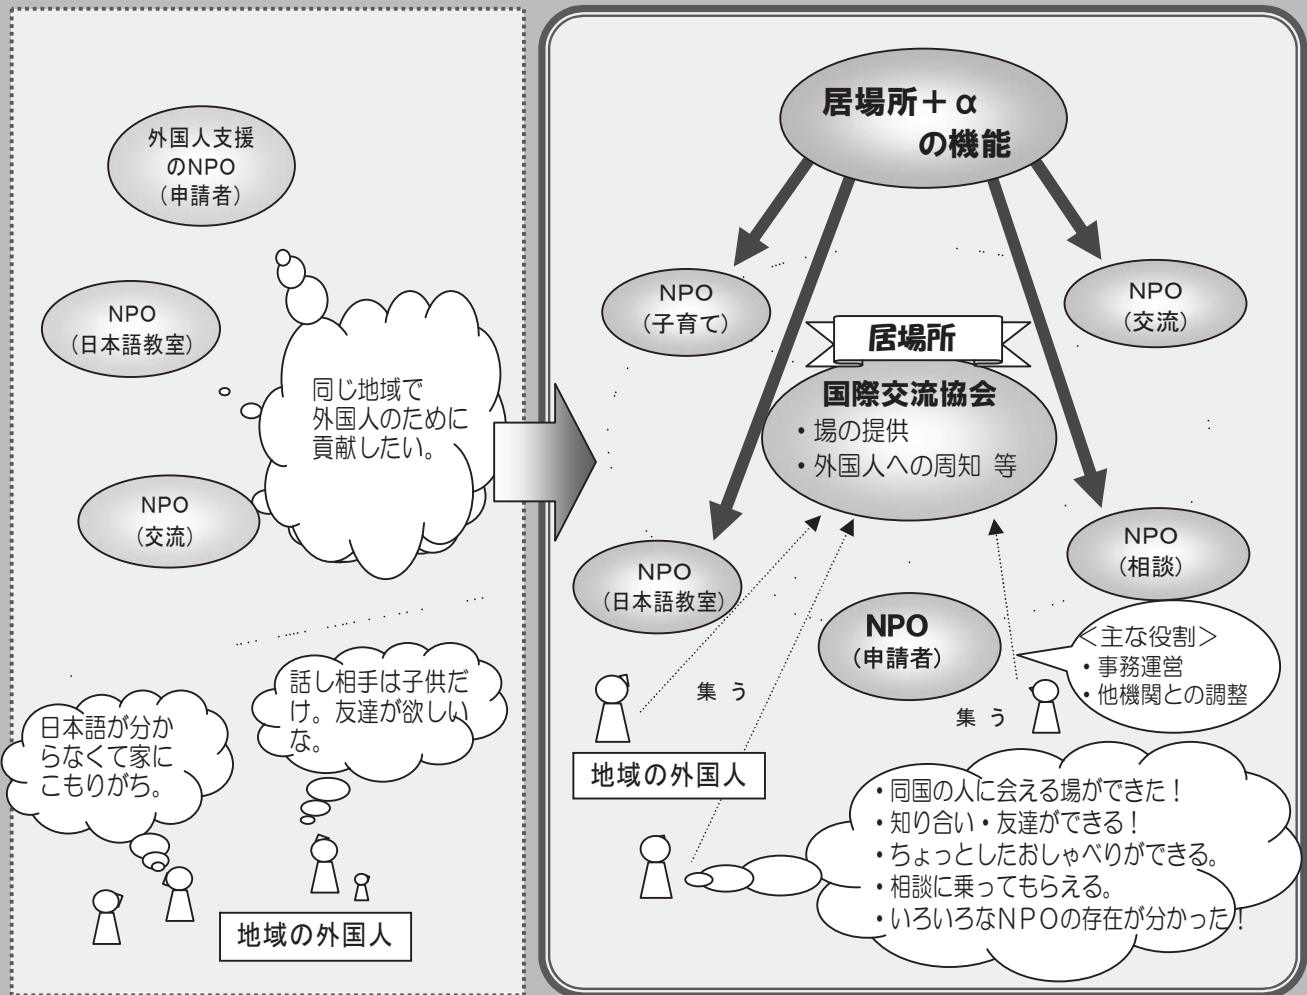 外国人支援
のNPO
（申請者）
NPO
（日本語教室）
同じ地域で
外国人のために
貢献したい。
NPO
（交流）
話し相手は子供だ
け。友達が欲しい
な。
日本語が分か
らなくて家に
こもりがち。
地域の外国人
居場所＋α
の機能
NPO
（子育て）
NPO
（交流）
居場所
国際交流協会
・場の提供
・外国人への周知 等
NPO
（日本語教室）
NPO
（相談）
NPO
（申請者）
＜主な役割＞
・事務運営
・他機関との調整
集 う
集 う
地域の外国人
・同国の人に会える場ができた！
・知り合い・友達ができる！
・ちょっとしたおしゃべりができる。
・相談に乗ってもらえる。
・いろいろなＮＰＯの存在が分かった！